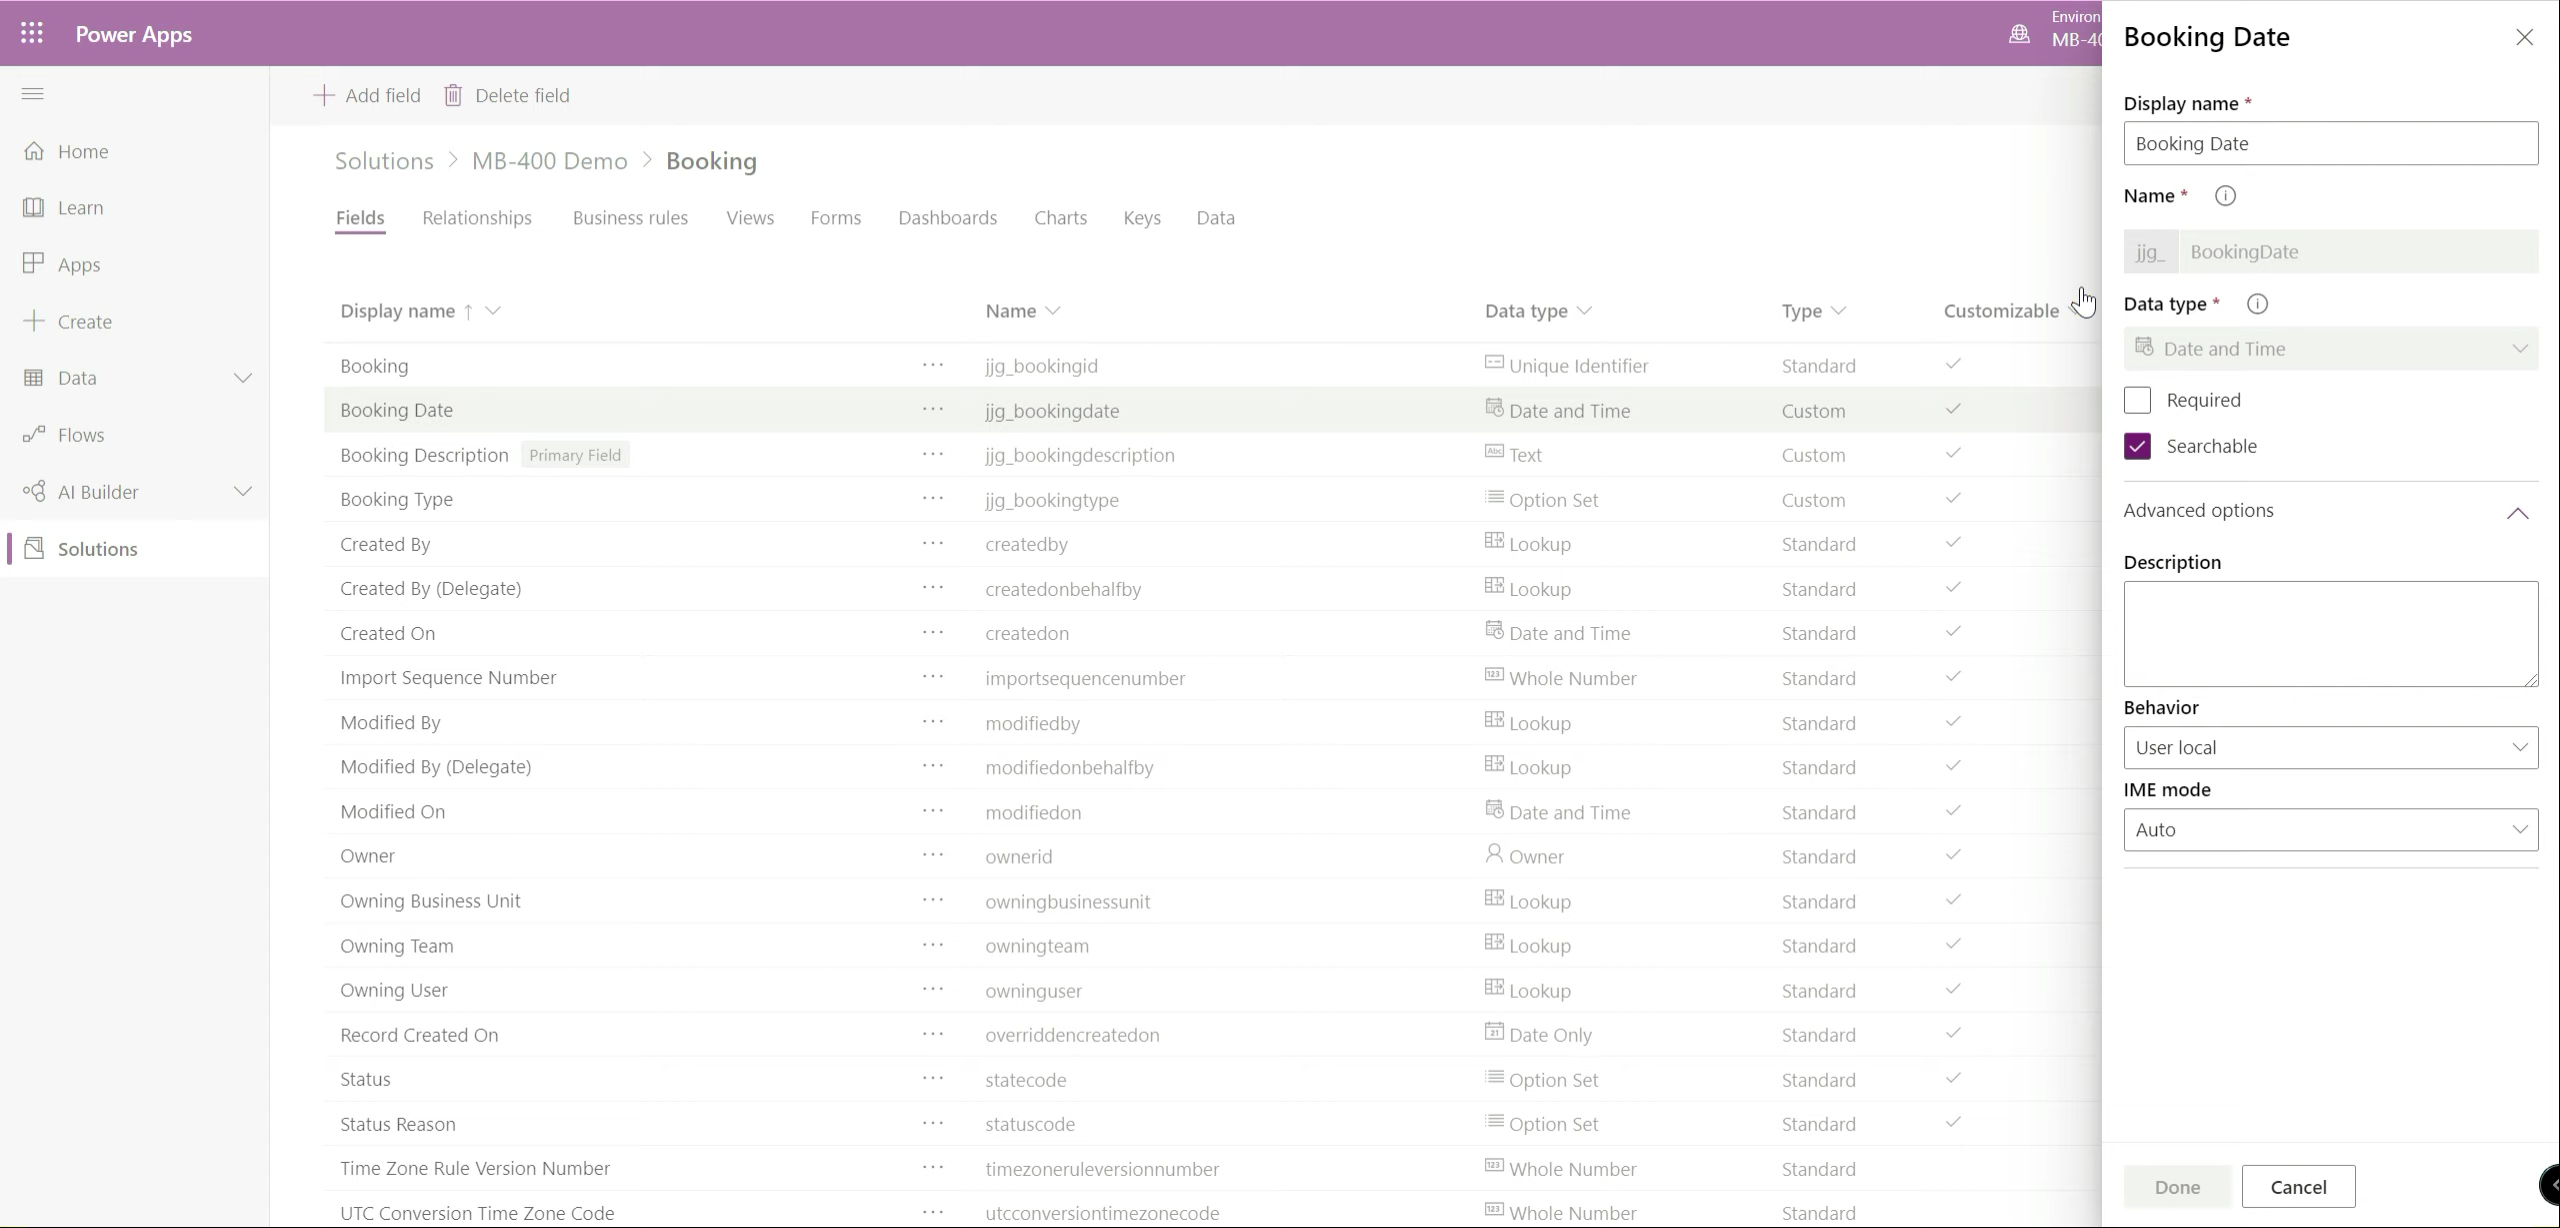 Power Apps
Environ
MB-40
Booking Date
Add field
Delete field
Home
Learn
Apps
Create
Data
Flows
AI Builder
Solutions
Solutions > MB-400 Demo > Booking
Fields Relationships Business rules Views Forms Dashboards Charts Keys Data
Display name ↑ Name Data type Type Customizable
Booking ··· jjg_bookingid Unique Identifier Standard
Booking Date ··· jjg_bookingdate Date and Time Custom
Booking Description Primary Field ··· jjg_bookingdescription Abc Text Custom
Booking Type ··· jjg_bookingtype Option Set Custom
Created By ··· createdby Lookup Standard
Created By (Delegate) ··· createdonbehalfby Lookup Standard
Created On ··· createdon Date and Time Standard
Import Sequence Number ··· importsequencenumber 123 Whole Number Standard
Modified By ··· modifiedby Lookup Standard
Modified By (Delegate) ··· modifiedonbehalfby Lookup Standard
Modified On ··· modifiedon Date and Time Standard
Owner ··· ownerid Owner Standard
Owning Business Unit ··· owningbusinessunit Lookup Standard
Owning Team ··· owningteam Lookup Standard
Owning User ··· owninguser Lookup Standard
Record Created On ··· overriddencreatedon 21 Date Only Standard
Status ··· statecode Option Set Standard
Status Reason ··· statuscode Option Set Standard
Time Zone Rule Version Number ··· timezoneruleversionnumber 123 Whole Number Standard
UTC Conversion Time Zone Code ··· utcconversiontimezonecode 123 Whole Number Standard
Display name *
Booking Date
Name *
jjg_ BookingDate
Data type *
Date and Time
Required
Searchable
Advanced options
Description
Behavior
User local
IME mode
Auto
Done Cancel